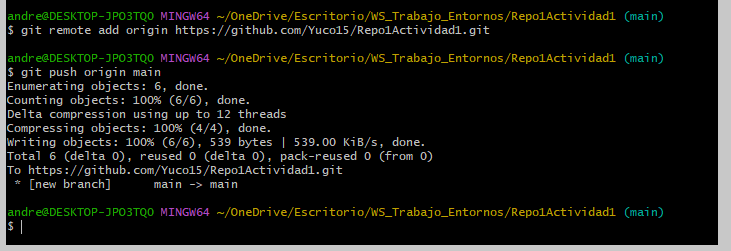 andre@DESKTOP-JPO3TQO MINGW64 ~/OneDrive/Escritorio/WS_Trabajo_Entornos/Repo1Actividad1 (main)
$ git remote add origin https://github.com/Yuco15/Repo1Actividad1.git
andre@DESKTOP-JPO3TQO MINGW64 ~/OneDrive/Escritorio/WS_Trabajo_Entornos/Repo1Actividad1 (main)
$ git push origin main
Enumerating objects: 6, done.
Counting objects: 100% (6/6), done.
Delta compression using up to 12 threads
Compressing objects: 100% (4/4), done.
Writing objects: 100% (6/6), 539 bytes | 539.00 KiB/s, done.
Total 6 (delta 0), reused 0 (delta 0), pack-reused 0 (from 0)
To https://github.com/Yuco15/Repo1Actividad1.git
 * [new branch]      main -> main
andre@DESKTOP-JPO3TQO MINGW64 ~/OneDrive/Escritorio/WS_Trabajo_Entornos/Repo1Actividad1 (main)
$